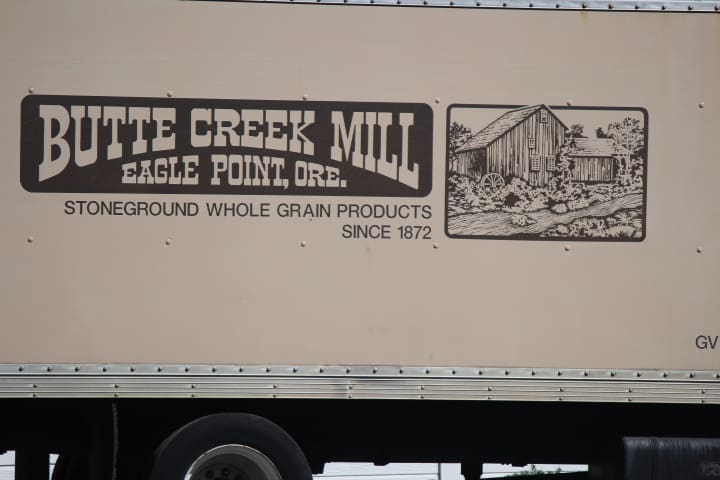 BUTTE CREEK MILL
EAGLE POINT, ORE.
STONEGROUND WHOLE GRAIN PRODUCTS
SINCE 1872
GV